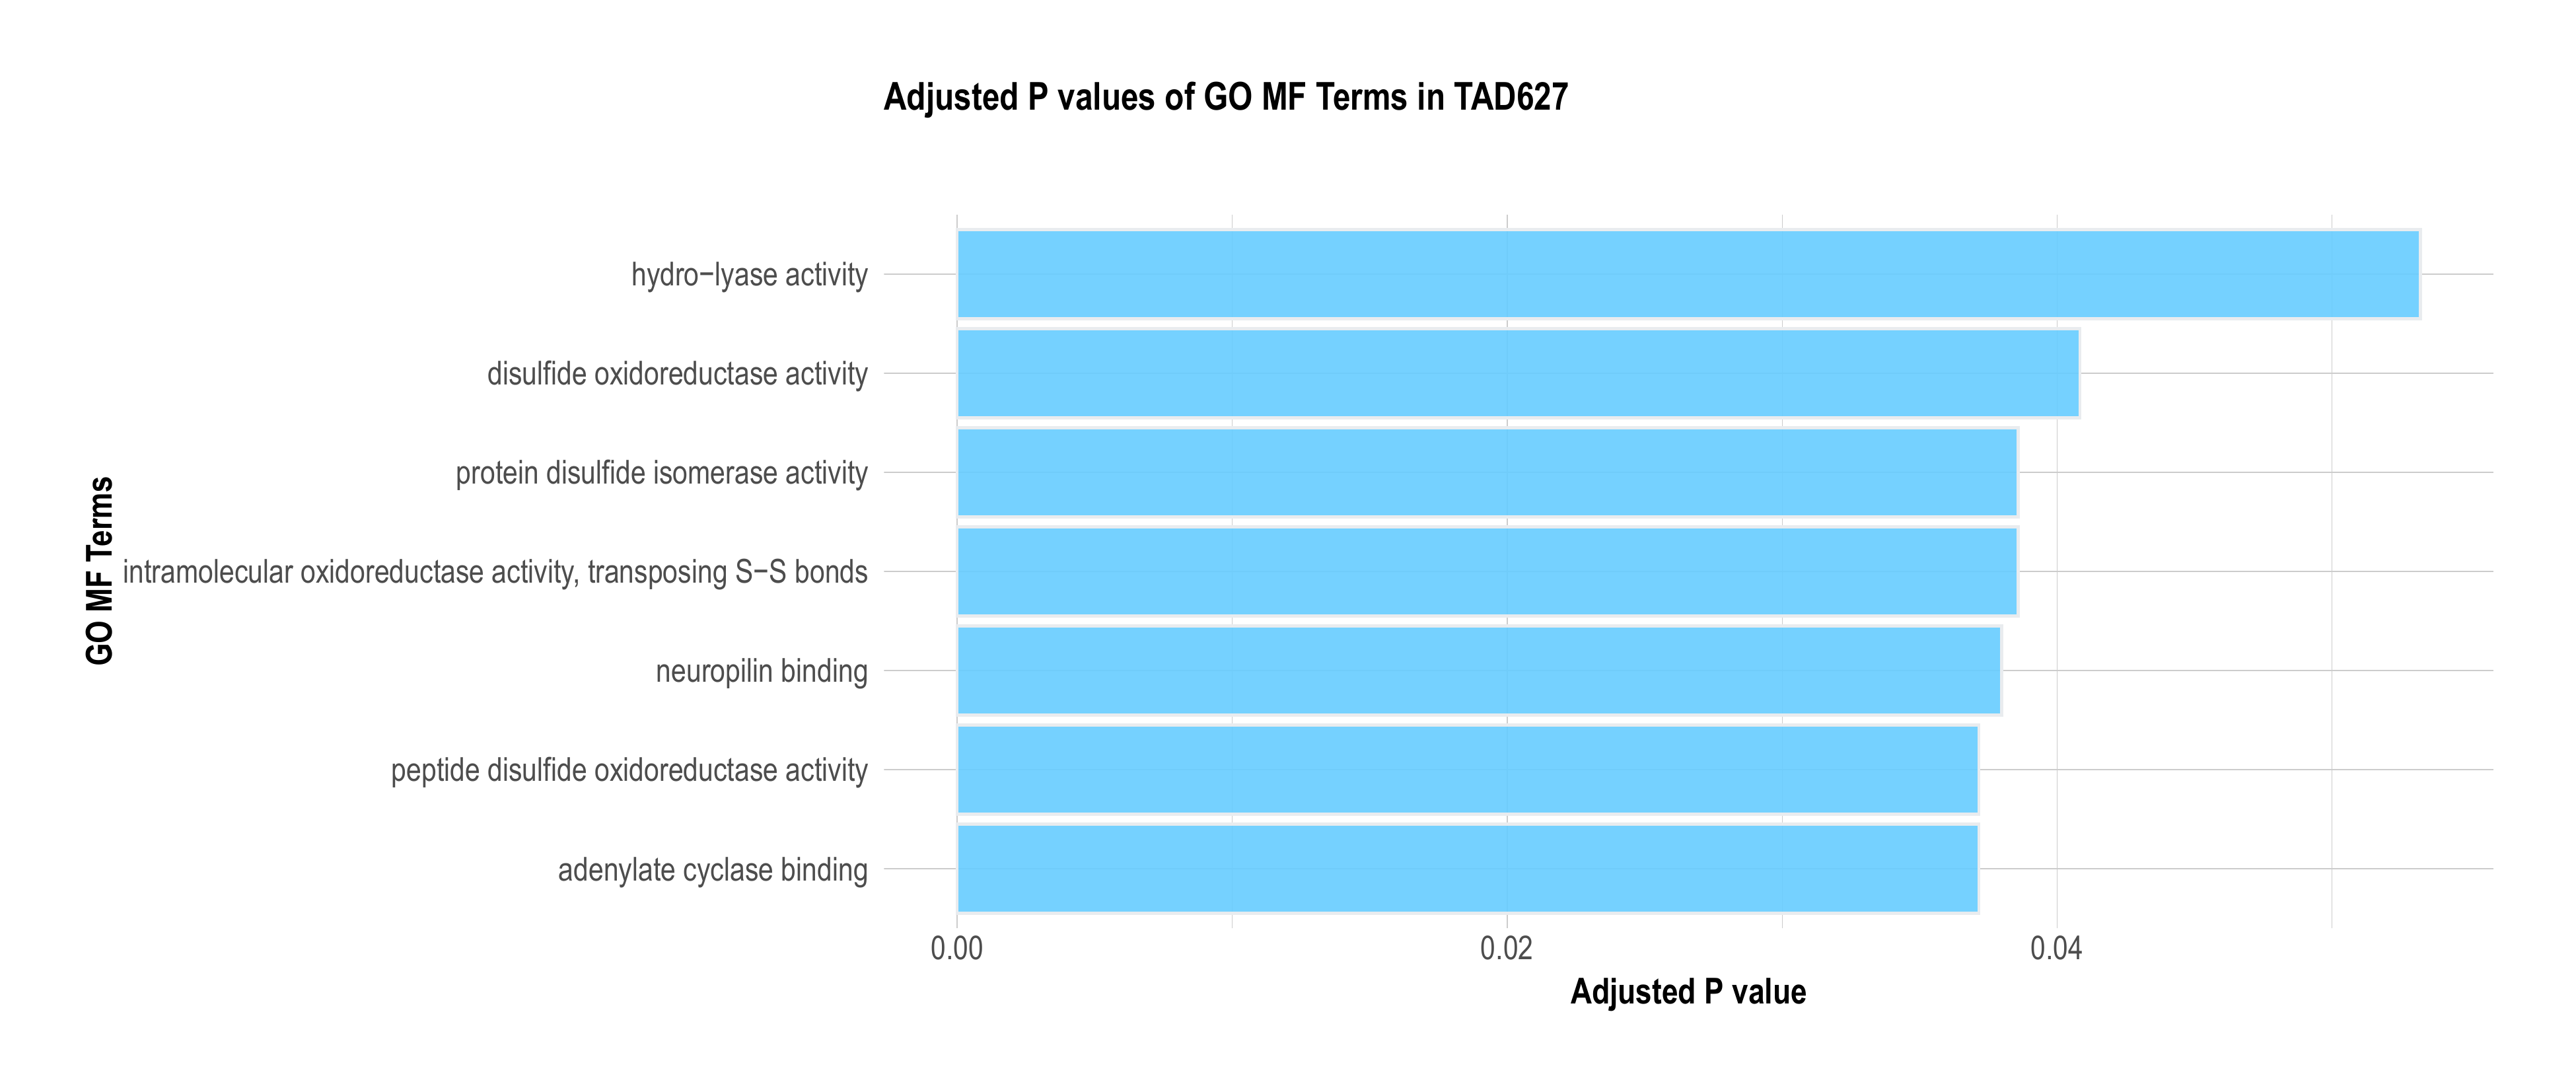 Adjusted P values of GO MF Terms in TAD627
GO MF Terms
hydro−lyase activity
disulfide oxidoreductase activity
protein disulfide isomerase activity
intramolecular oxidoreductase activity, transposing S−S bonds
neuropilin binding
peptide disulfide oxidoreductase activity
adenylate cyclase binding
0.00 0.02 0.04
Adjusted P value